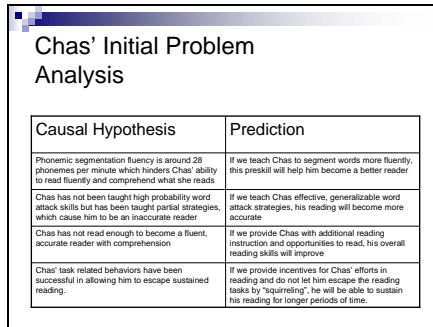 Chas' Initial Problem
Analysis
Causal Hypothesis
Prediction
Phonemic segmentation fluency is around 28
phonemes per minute which hinders Chas' ability
to read fluently and comprehend what she reads
If we teach Chas to segment words more fluently,
this preskill will help him become a better reader
Chas has not been taught high probability word
attack skills but has been taught partial strategies,
which cause him to be an inaccurate reader
If we teach Chas effective, generalizable word
attack strategies, his reading will become more
accurate
Chas has not read enough to become a fluent,
accurate reader with comprehension
If we provide Chas with additional reading
instruction and opportunities to read, his overall
reading skills will improve
Chas' task related behaviors have been
successful in allowing him to escape sustained
reading.
If we provide incentives for Chas' efforts in
reading and do not let him escape the reading
tasks by "squirreling", he will be able to sustain
his reading for longer periods of time.